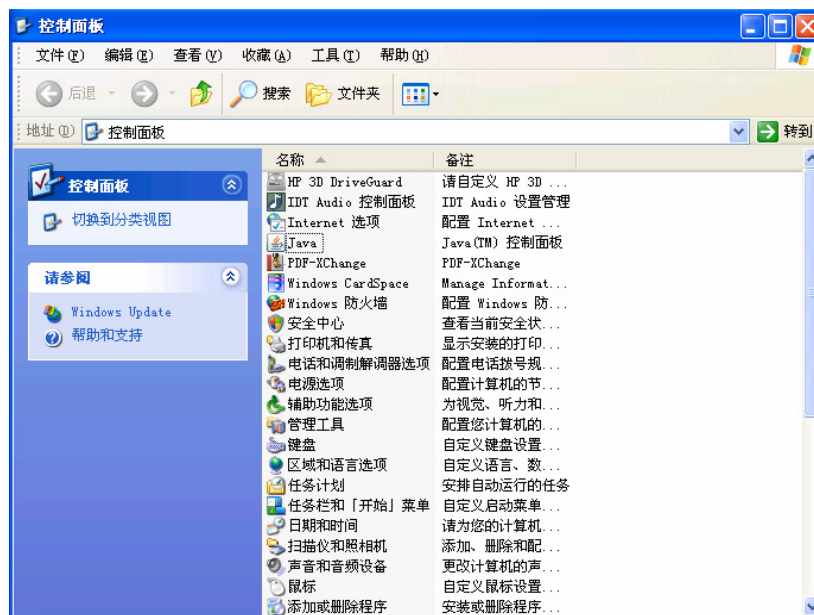 控制面板
文件(F) 编辑(E) 查看(V) 收藏(A) 工具(T) 帮助(H)
后退 搜索 文件夹
地址(D) 控制面板 转到
控制面板
切换到分类视图
请参阅
Windows Update
帮助和支持
名称 备注
HP 3D DriveGuard 请自定义 HP 3D ...
IDT Audio 控制面板 IDT Audio 设置管理
Internet 选项 配置 Internet ...
Java Java(TM) 控制面板
PDF-XChange PDF-XChange
Windows CardSpace Manage Informat...
Windows 防火墙 配置 Windows 防...
安全中心 查看当前安全状...
打印机和传真 显示安装的打印...
电话和调制解调器选项 配置电话拨号规...
电源选项 配置计算机的节...
辅助功能选项 为视觉、听力和...
管理工具 配置您计算机的...
键盘 自定义键盘设置...
区域和语言选项 自定义语言、数...
任务计划 安排自动运行的任务
任务栏和「开始」菜单 自定义启动菜单...
日期和时间 请为您的计算机...
扫描仪和照相机 添加、删除和配...
声音和音频设备 更改计算机的声...
鼠标 自定义鼠标设置...
添加或删除程序 安装或删除程序...